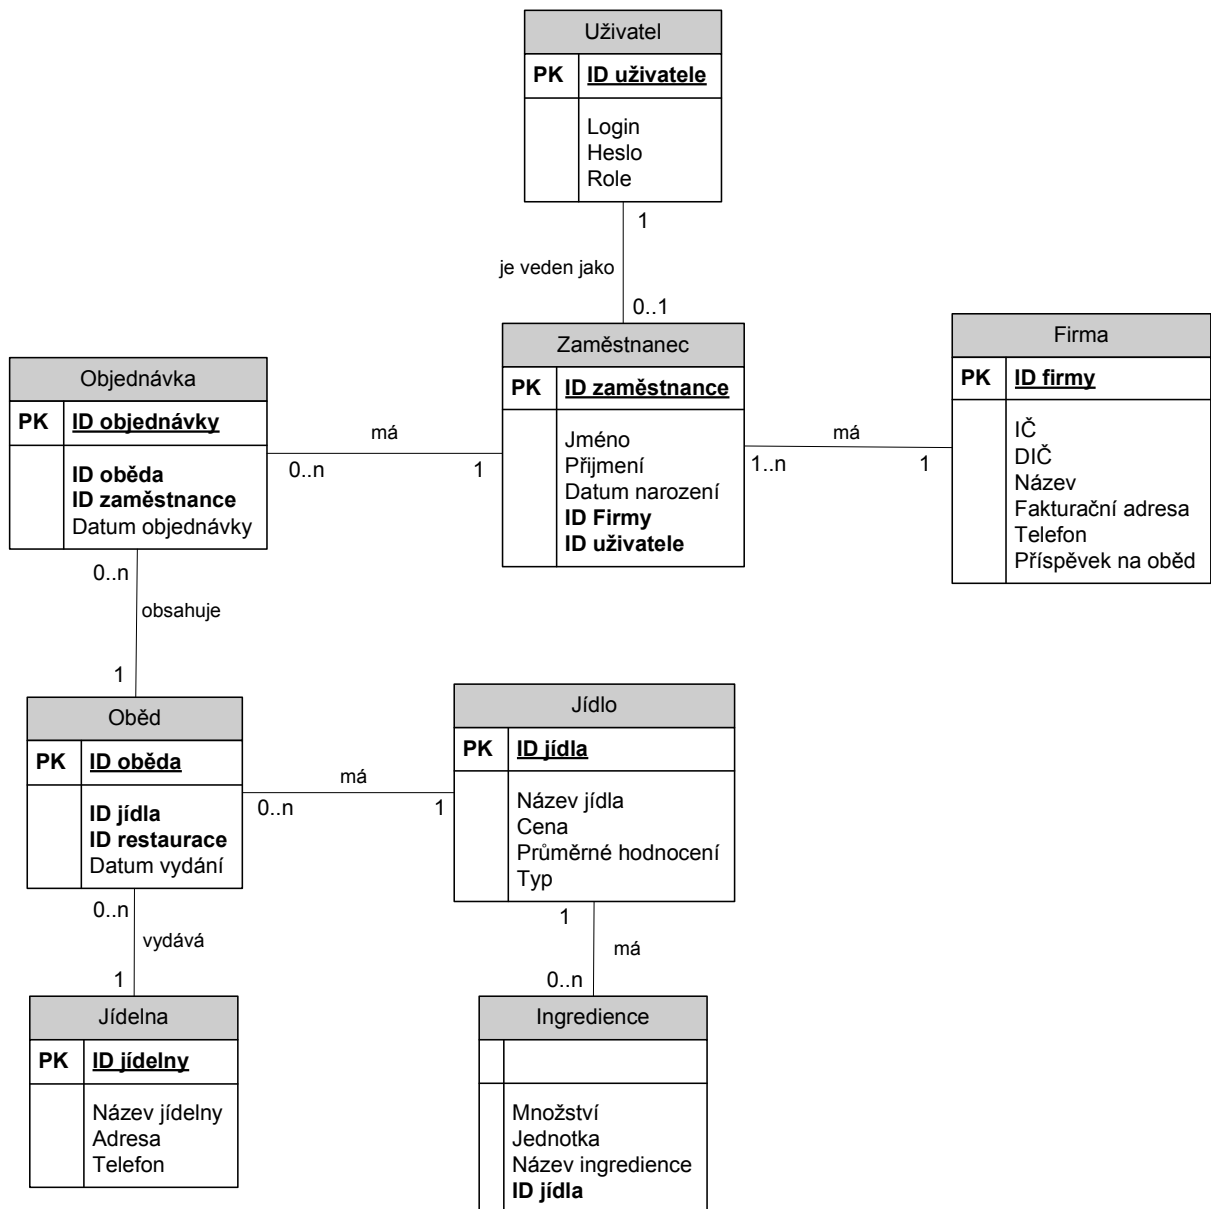 Uživatel
PK ID uživatele
Login
Heslo
Role
1
je veden jako
0..1
Zaměstnanec
PK ID zaměstnance
Jméno
Přijmení
Datum narození
ID Firmy
ID uživatele
Firma
PK ID firmy
IČ
DIČ
Název
Fakturační adresa
Telefon
Příspěvek na oběd
má
1..n
1
Objednávka
PK ID objednávky
ID oběda
ID zaměstnance
Datum objednávky
má
0..n
1
0..n
obsahuje
1
Oběd
PK ID oběda
ID jídla
ID restaurace
Datum vydání
má
0..n
1
Jídlo
PK ID jídla
Název jídla
Cena
Průměrné hodnocení
Typ
0..n
vydává
1
1
má
0..n
Jídelna
PK ID jídelny
Název jídelny
Adresa
Telefon
Ingredience
Množství
Jednotka
Název ingredience
ID jídla